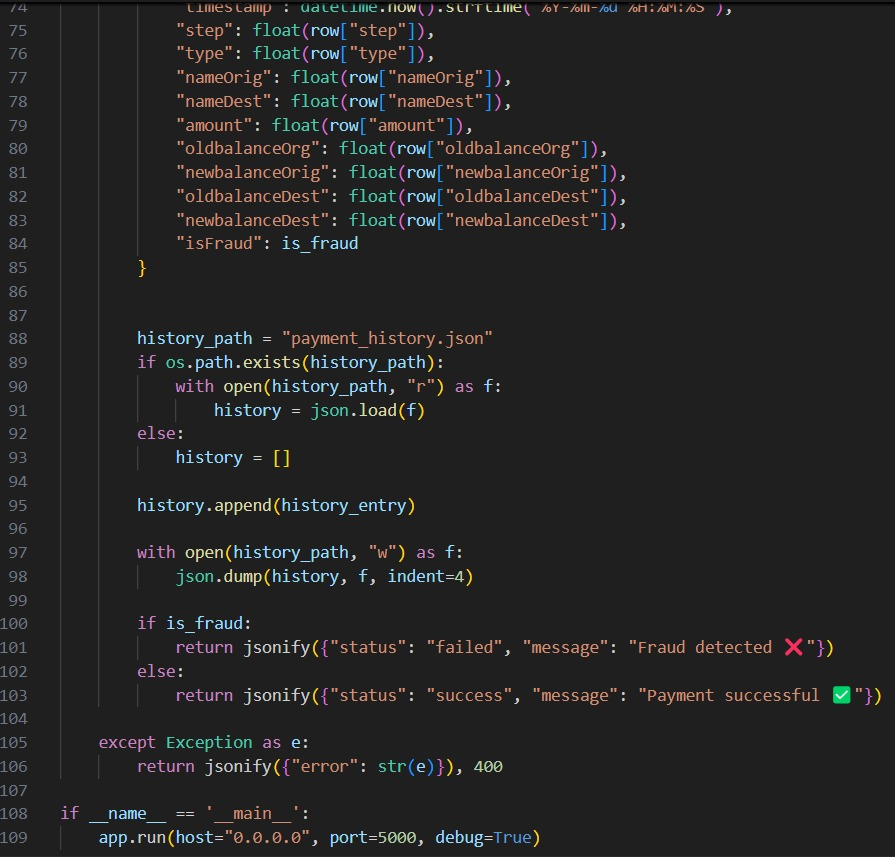 74 "timestamp": datetime.now().strftime("%Y-%m-%d %H:%M:%S"),
75 "step": float(row["step"]),
76 "type": float(row["type"]),
77 "nameOrig": float(row["nameOrig"]),
78 "nameDest": float(row["nameDest"]),
79 "amount": float(row["amount"]),
80 "oldbalanceOrg": float(row["oldbalanceOrg"]),
81 "newbalanceOrig": float(row["newbalanceOrig"]),
82 "oldbalanceDest": float(row["oldbalanceDest"]),
83 "newbalanceDest": float(row["newbalanceDest"]),
84 "isFraud": is_fraud
85 }
86
87
88 history_path = "payment_history.json"
89 if os.path.exists(history_path):
90 with open(history_path, "r") as f:
91 history = json.load(f)
92 else:
93 history = []
94
95 history.append(history_entry)
96
97 with open(history_path, "w") as f:
98 json.dump(history, f, indent=4)
99
100 if is_fraud:
101 return jsonify({"status": "failed", "message": "Fraud detected ❌"})
102 else:
103 return jsonify({"status": "success", "message": "Payment successful ✅"})
104
105 except Exception as e:
106 return jsonify({"error": str(e)}), 400
107
108 if __name__ == '__main__':
109 app.run(host="0.0.0.0", port=5000, debug=True)